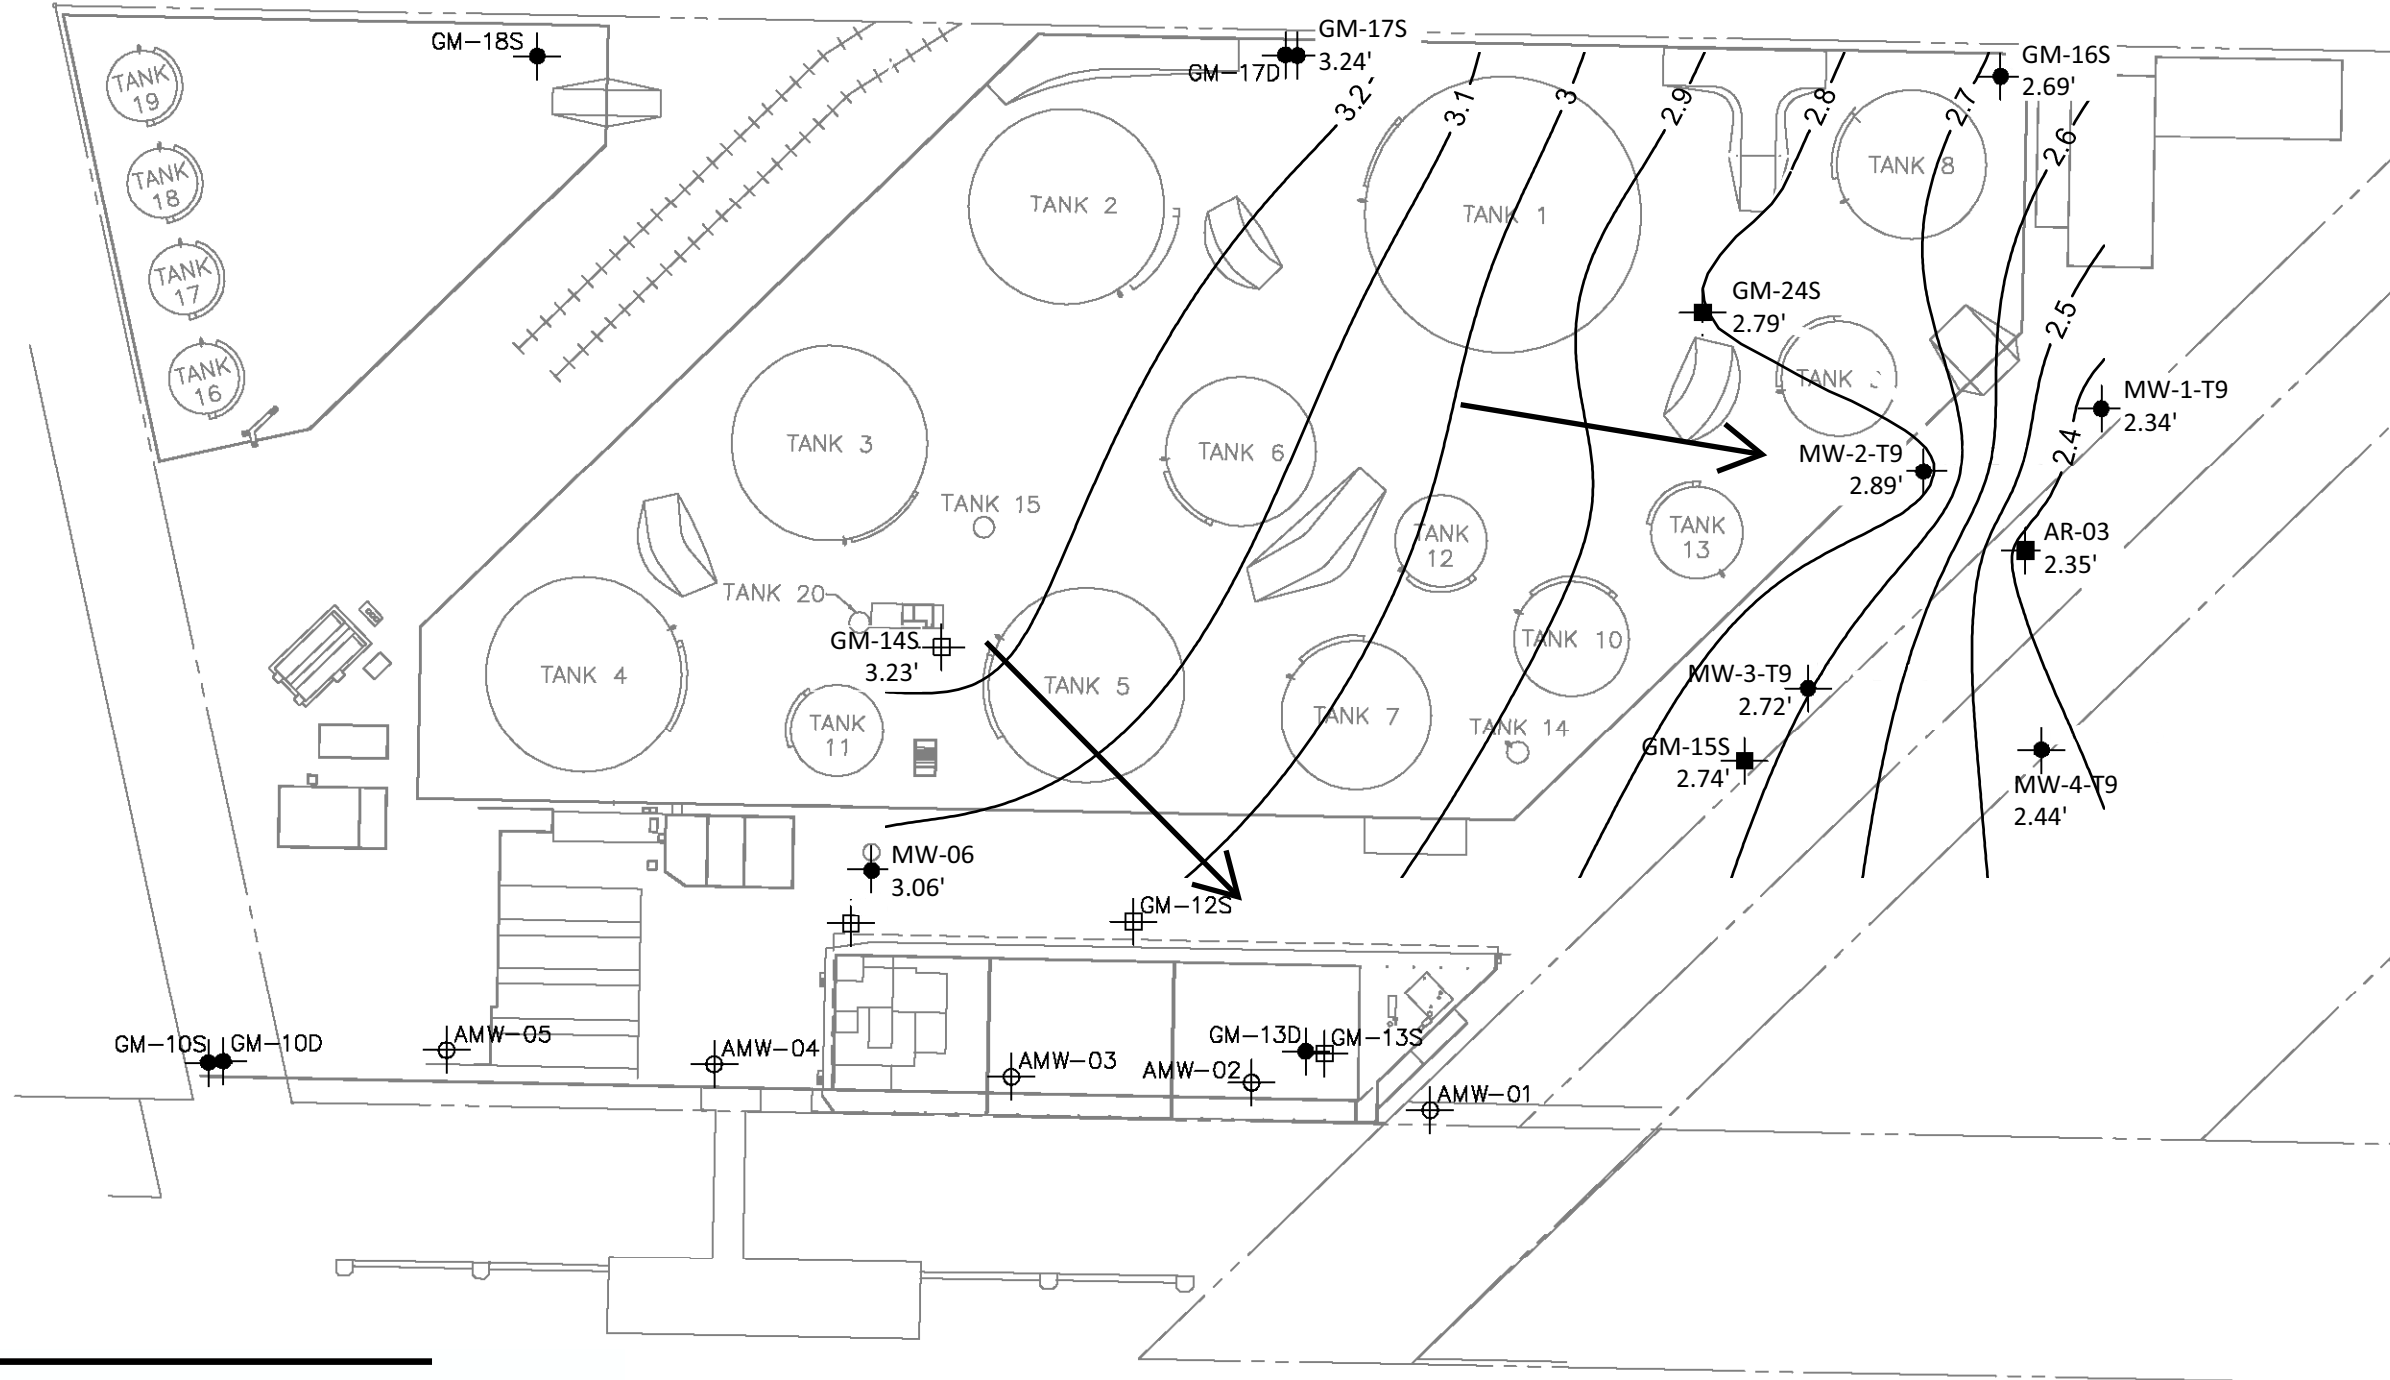 GM-18S
GM-17S
3.24'
GM-17D
GM-16S
2.69'
TANK
19
TANK
18
TANK
17
TANK
16
3.2
3.1
3
2.9
2.8
2.7
2.6
2.5
2.4
TANK 2
TANK 1
TANK 8
GM-24S
2.79'
TANK
MW-1-T9
2.34'
TANK 3
TANK 6
MW-2-T9
2.89'
TANK 15
TANK
12
TANK
13
AR-03
2.35'
TANK 20
GM-14S
3.23'
TANK 4
TANK 5
TANK 10
TANK
11
TANK 7
TANK 14
MW-3-T9
2.72'
GM-15S
2.74'
MW-4-T9
2.44'
MW-06
3.06'
GM-12S
GM-10S
GM-10D
AMW-05
AMW-04
AMW-03
AMW-02
GM-13D
GM-13S
AMW-01